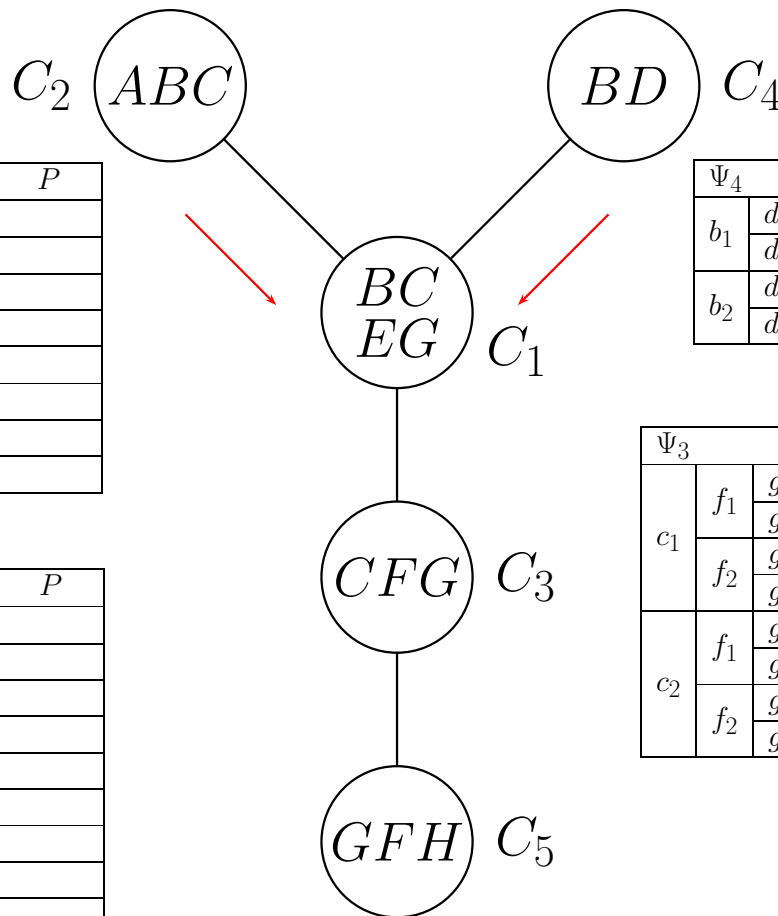 C₂
ABC
BD
C₄
P
Ψ₄
b₁
d
d
b₂
d
d
BC
EG
C₁
Ψ₃
c₁
f₁
g
g
f₂
g
g
c₂
f₁
g
g
f₂
g
g
P
CFG
C₃
GFH
C₅